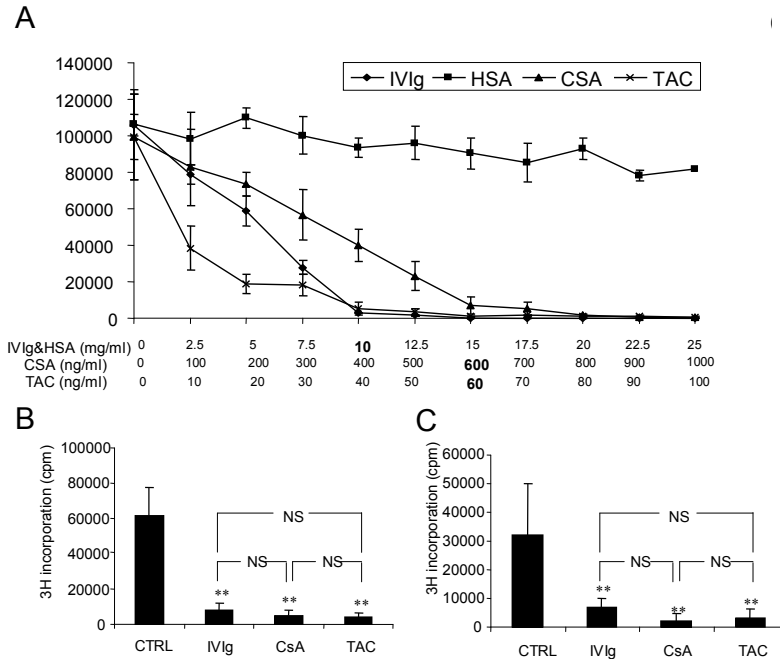 A
140000
120000
100000
80000
60000
40000
20000
0
IVIg HSA CSA TAC
IVIg&HSA (mg/ml) 0 2.5 5 7.5 10 12.5 15 17.5 20 22.5 25
CSA (ng/ml) 0 100 200 300 400 500 600 700 800 900 1000
TAC (ng/ml) 0 10 20 30 40 50 60 70 80 90 100
B
3H incorporation (cpm)
100000
80000
60000
40000
20000
0
NS
NS NS
** ** **
CTRL IVIg CsA TAC
C
3H incorporation (cpm)
60000
50000
40000
30000
20000
10000
0
NS
NS NS
** ** **
CTRL IVIg CsA TAC